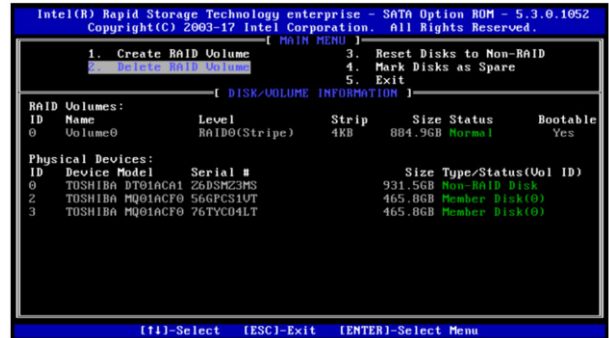 Intel(R) Rapid Storage Technology enterprise - SATA Option ROM - 5.3.0.1052
Copyright(C) 2003-17 Intel Corporation. All Rights Reserved.
[ MAIN MENU ]
1. Create RAID Volume 3. Reset Disks to Non-RAID
2. Delete RAID Volume 4. Mark Disks as Spare
5. Exit
[ DISK/VOLUME INFORMATION ]
RAID Volumes:
ID Name Level Strip Size Status Bootable
0 Volume0 RAID0(Stripe) 4KB 884.9GB Normal Yes
Physical Devices:
ID Device Model Serial # Size Type/Status(Vol ID)
0 TOSHIBA DT01ACA1 Z6DSMZ3MS 931.5GB Non-RAID Disk
2 TOSHIBA MQ01ACF0 56GPCS1VT 465.8GB Member Disk(0)
3 TOSHIBA MQ01ACF0 76TYCO4LT 465.8GB Member Disk(0)
[↑↓]-Select [ESC]-Exit [ENTER]-Select Menu